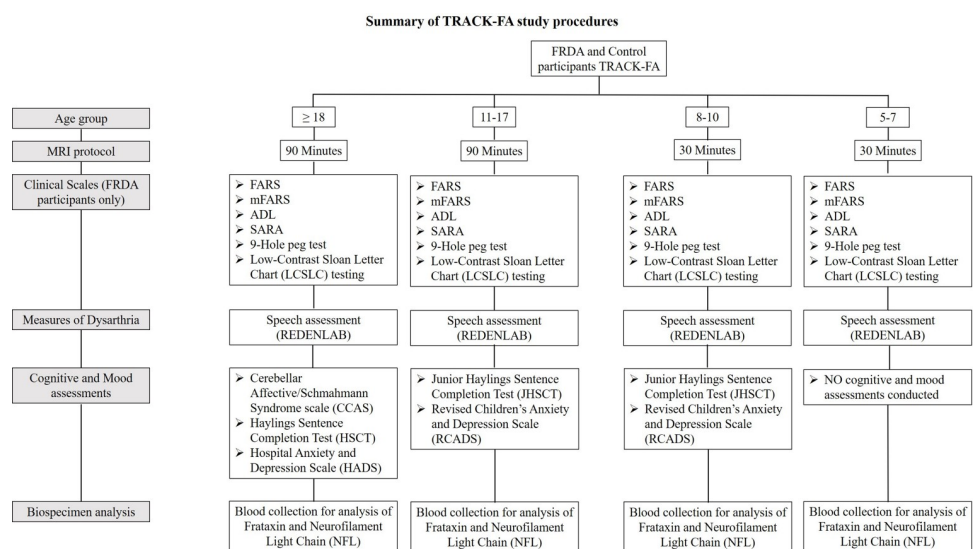 Summary of TRACK-FA study procedures
FRDA and Control
participants TRACK-FA
Age group
≥ 18
11-17
8-10
5-7
MRI protocol
90 Minutes
90 Minutes
30 Minutes
30 Minutes
Clinical Scales (FRDA
participants only)
➢ FARS
➢ mFARS
➢ ADL
➢ SARA
➢ 9-Hole peg test
➢ Low-Contrast Sloan Letter
Chart (LCSLC) testing
➢ FARS
➢ mFARS
➢ ADL
➢ SARA
➢ 9-Hole peg test
➢ Low-Contrast Sloan Letter
Chart (LCSLC) testing
➢ FARS
➢ mFARS
➢ ADL
➢ SARA
➢ 9-Hole peg test
➢ Low-Contrast Sloan Letter
Chart (LCSLC) testing
➢ FARS
➢ mFARS
➢ ADL
➢ SARA
➢ 9-Hole peg test
➢ Low-Contrast Sloan Letter
Chart (LCSLC) testing
Measures of Dysarthria
Speech assessment
(REDENLAB)
Speech assessment
(REDENLAB)
Speech assessment
(REDENLAB)
Speech assessment
(REDENLAB)
Cognitive and Mood
assessments
➢ Cerebellar
Affective/Schmahmann
Syndrome scale (CCAS)
➢ Haylings Sentence
Completion Test (HSCT)
➢ Hospital Anxiety and
Depression Scale (HADS)
➢ Junior Haylings Sentence
Completion Test (JHSCT)
➢ Revised Children’s Anxiety
and Depression Scale
(RCADS)
➢ Junior Haylings Sentence
Completion Test (JHSCT)
➢ Revised Children’s Anxiety
and Depression Scale
(RCADS)
➢ NO cognitive and mood
assessments conducted
Biospecimen analysis
Blood collection for analysis of
Frataxin and Neurofilament
Light Chain (NFL)
Blood collection for analysis of
Frataxin and Neurofilament
Light Chain (NFL)
Blood collection for analysis of
Frataxin and Neurofilament
Light Chain (NFL)
Blood collection for analysis of
Frataxin and Neurofilament
Light Chain (NFL)